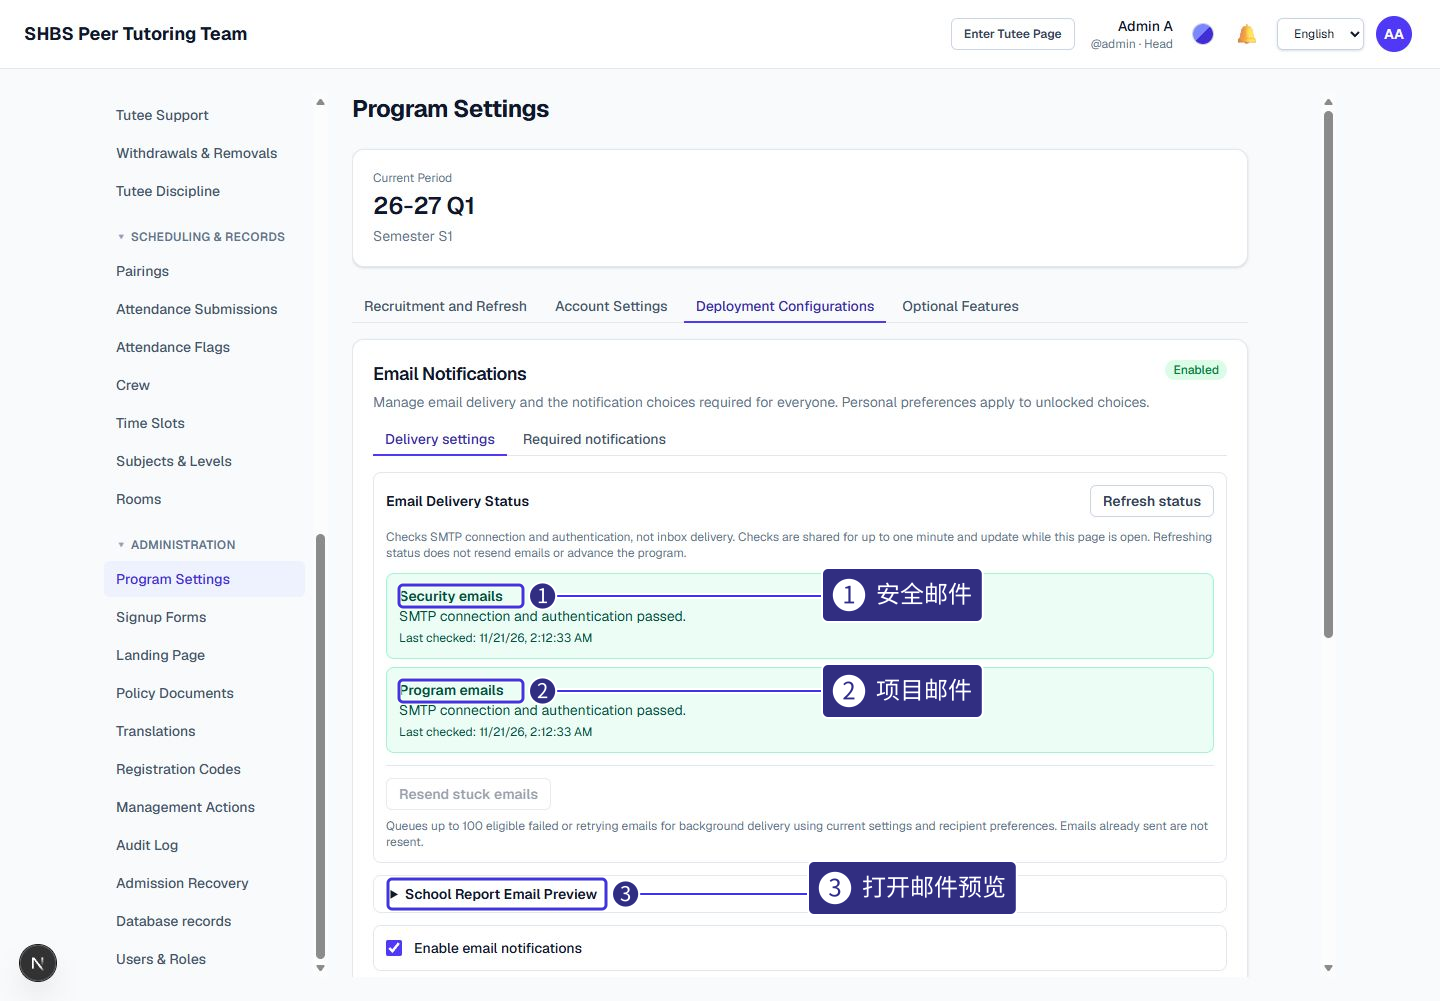 SHBS Peer Tutoring Team
Enter Tutee Page
Admin A
@admin · Head
English
AA
Tutee Support
Withdrawals & Removals
Tutee Discipline
SCHEDULING & RECORDS
Pairings
Attendance Submissions
Attendance Flags
Crew
Time Slots
Subjects & Levels
Rooms
ADMINISTRATION
Program Settings
Signup Forms
Landing Page
Policy Documents
Translations
Registration Codes
Management Actions
Audit Log
Admission Recovery
Database records
Users & Roles
N
Program Settings
Current Period
26-27 Q1
Semester S1
Recruitment and Refresh
Account Settings
Deployment Configurations
Optional Features
Email Notifications
Enabled
Manage email delivery and the notification choices required for everyone. Personal preferences apply to unlocked choices.
Delivery settings
Required notifications
Email Delivery Status
Refresh status
Checks SMTP connection and authentication, not inbox delivery. Checks are shared for up to one minute and update while this page is open. Refreshing
status does not resend emails or advance the program.
Security emails
1
1 安全邮件
SMTP connection and authentication passed.
Last checked: 11/21/26, 2:12:33 AM
Program emails
2
2 项目邮件
SMTP connection and authentication passed.
Last checked: 11/21/26, 2:12:33 AM
Resend stuck emails
Queues up to 100 eligible failed or retrying emails for background delivery using current settings and recipient preferences. Emails already sent are not
resent.
School Report Email Preview
3
3 打开邮件预览
Enable email notifications